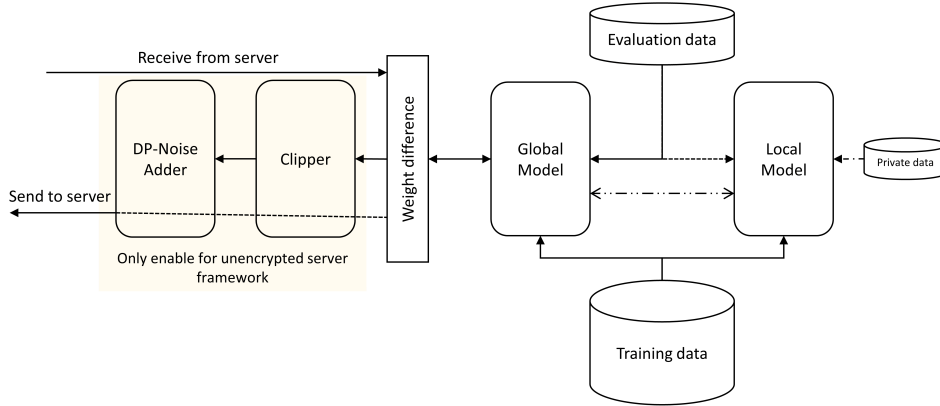 Evaluation data
Receive from server
DP-Noise
Adder
Clipper
Weight difference
Global
Model
Local
Model
Private data
Send to server
Only enable for unencrypted server
framework
Training data